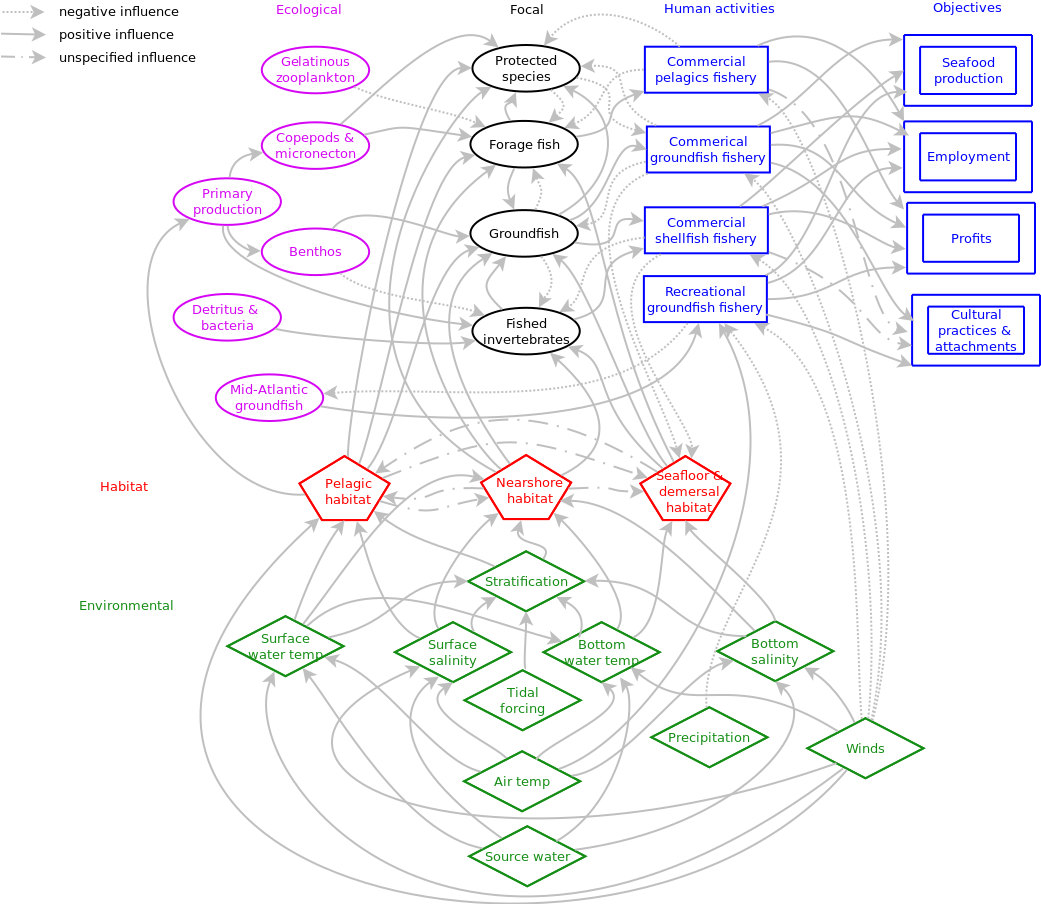 negative influence
positive influence
unspecified influence
Ecological
Focal
Human activities
Objectives
Gelatinous
zooplankton
Copepods &
micronecton
Primary
production
Benthos
Detritus &
bacteria
Mid-Atlantic
groundfish
Protected
species
Forage fish
Groundfish
Fished
invertebrates
Commercial
pelagics fishery
Commerical
groundfish fishery
Commercial
shellfish fishery
Recreational
groundfish fishery
Seafood
production
Employment
Profits
Cultural
practices &
attachments
Habitat
Pelagic
habitat
Nearshore
habitat
Seafloor &
demersal
habitat
Environmental
Stratification
Surface
water temp
Surface
salinity
Bottom
water temp
Bottom
salinity
Tidal
forcing
Precipitation
Winds
Air temp
Source water